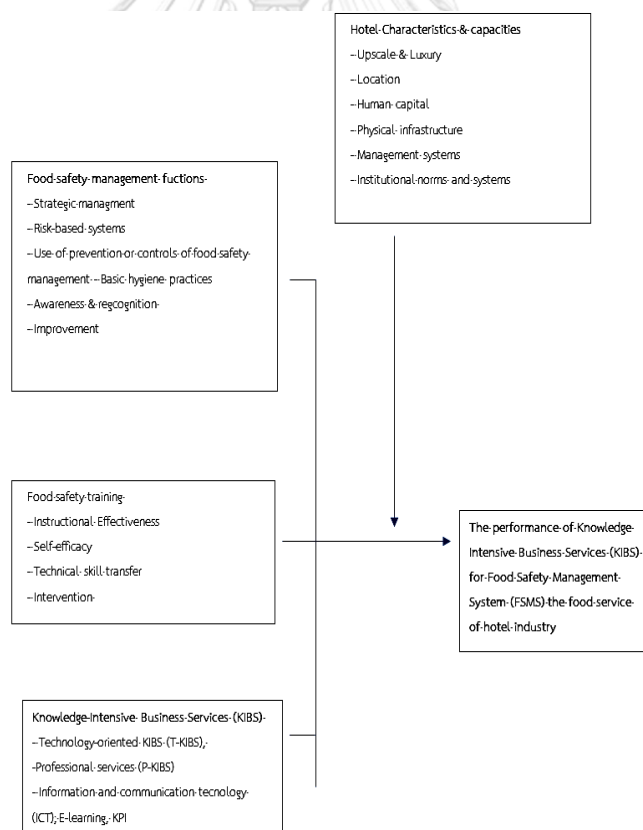 Hotel Characteristics & capacities
-Upscale & Luxury
-Location
-Human capital
-Physical infrastructure
-Management systems
-Institutional norms and systems
Food safety management fuctions
-Strategic managment
-Risk-based systems
-Use of prevention or controls of food safety
management -Basic hygiene practices
-Awareness & regcognition
-Improvement
Food safety training
-Instructional Effectiveness
-Self-efficacy
-Technical skill transfer
-Intervention
The performance of Knowledge
Intensive Business Services (KIBS)
for Food Safety Management
System (FSMS) the food service
of hotel industry
Knowledge-Intensive Business Services (KIBS)
-Technology-oriented KIBS (T-KIBS),
-Professional services (P-KIBS)
-Information and communication tecnology
(ICT); E-learning, KPI